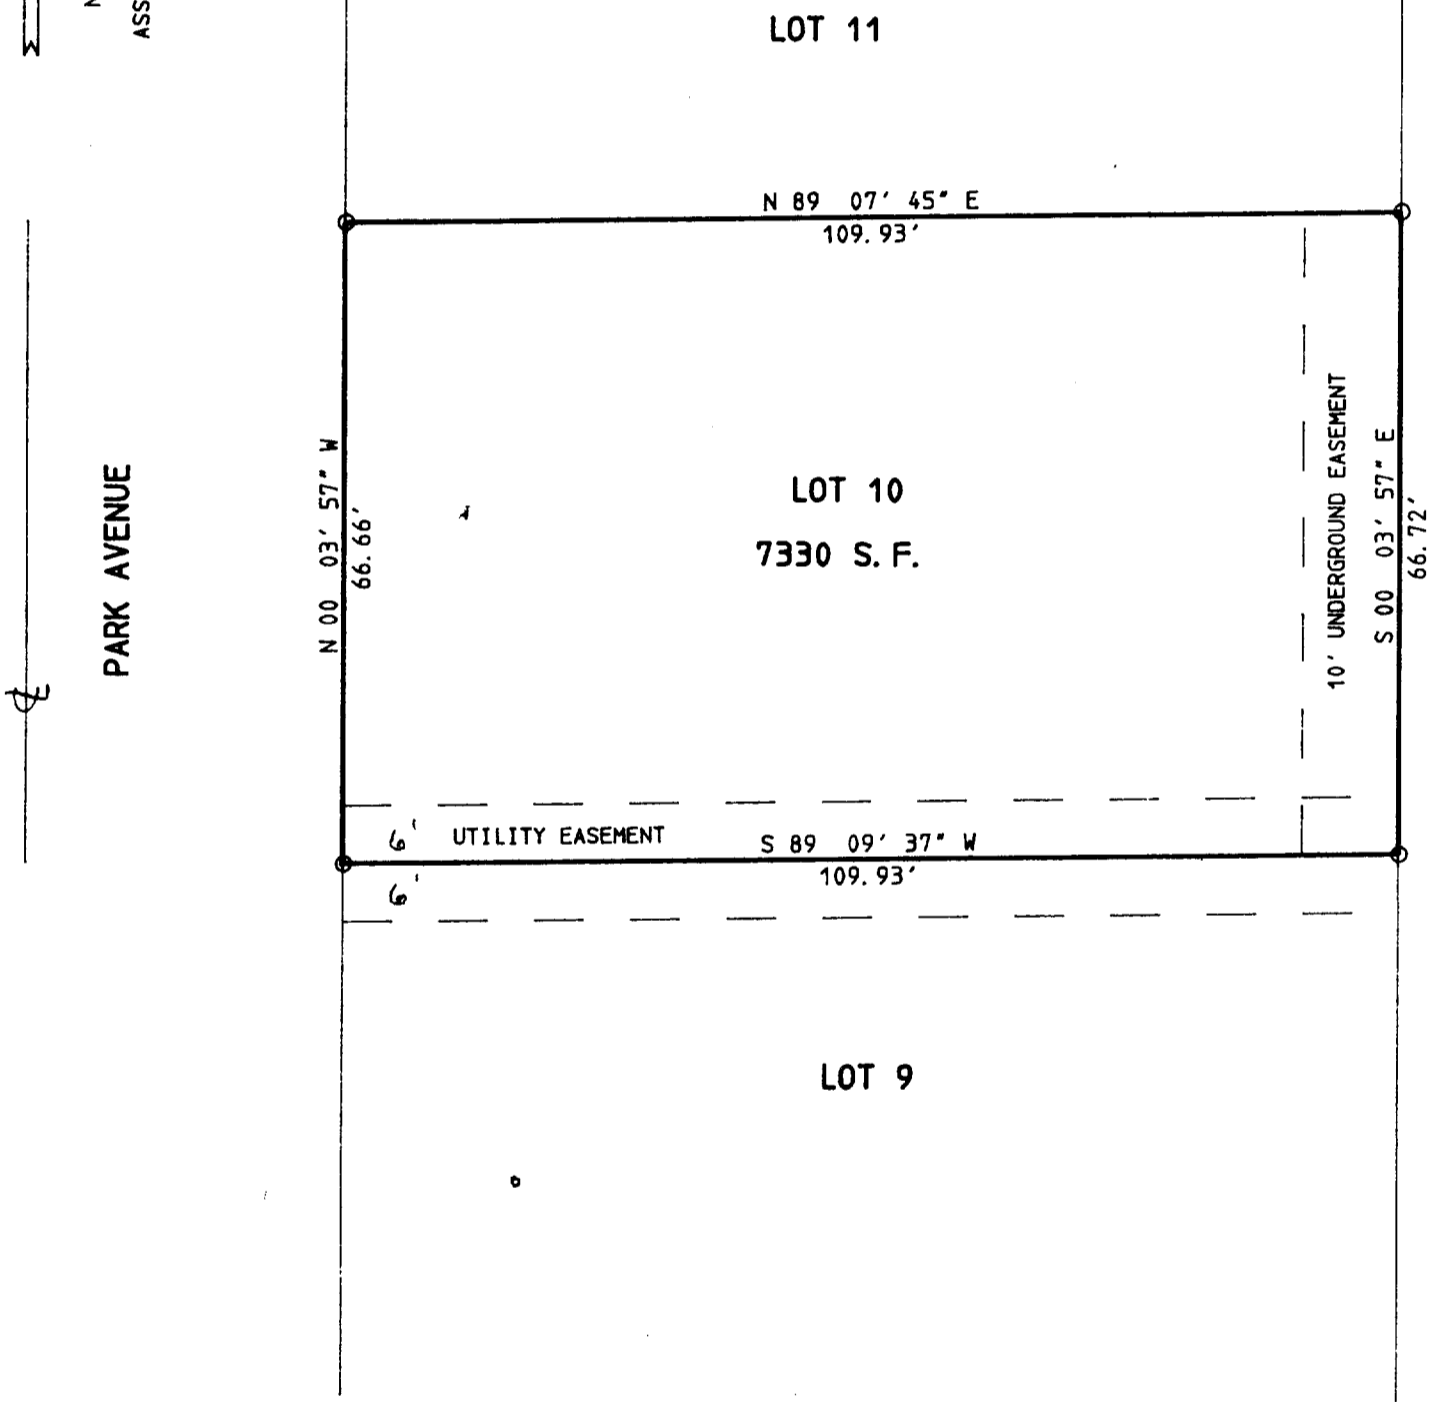 ASS
LOT 11
N 89 07' 45" E
109.93'
PARK AVENUE
N 00 03' 57" W
66.66'
LOT 10
7330 S.F.
10' UNDERGROUND EASEMENT
S 00 03' 57" E
66.72'
6' UTILITY EASEMENT
S 89 09' 37" W
109.93'
6'
LOT 9